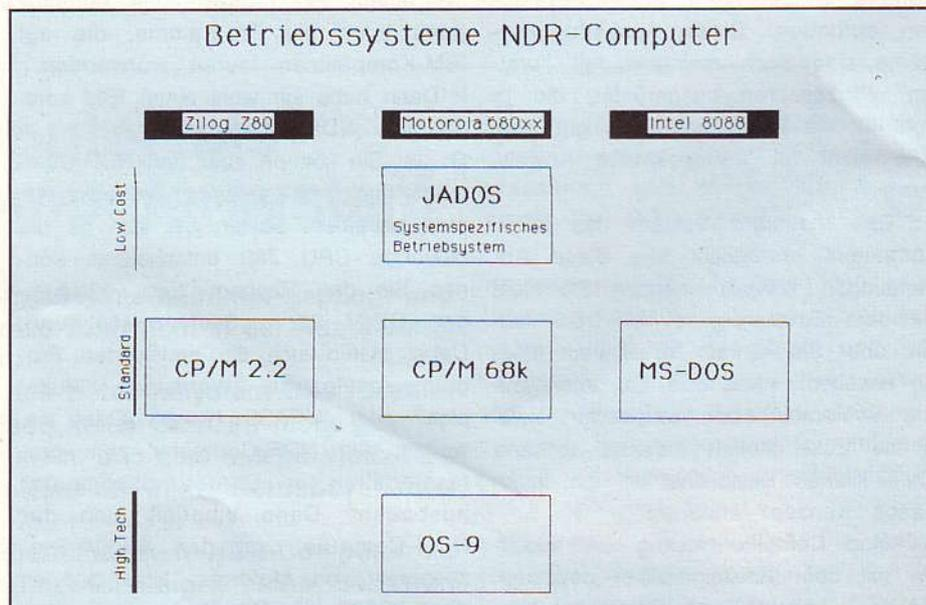 Betriebssysteme NDR-Computer
Zilog Z80
Motorola 680xx
Intel 8088
Low Cost
JADOS
Systemspezifisches
Betriebsystem
Standard
CP/M 2.2
CP/M 68k
MS-DOS
High Tech
OS-9